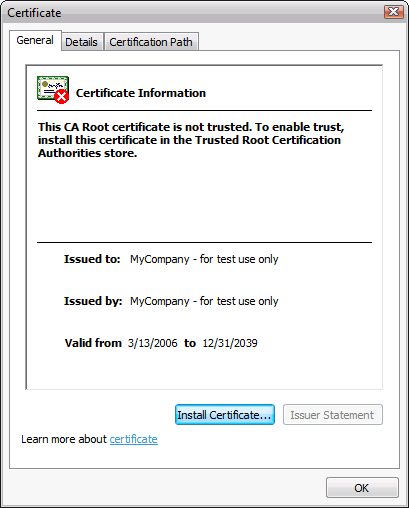 Certificate
General Details Certification Path
Certificate Information
This CA Root certificate is not trusted. To enable trust,
install this certificate in the Trusted Root Certification
Authorities store.
Issued to: MyCompany - for test use only
Issued by: MyCompany - for test use only
Valid from 3/13/2006 to 12/31/2039
Install Certificate... Issuer Statement
Learn more about certificate
OK